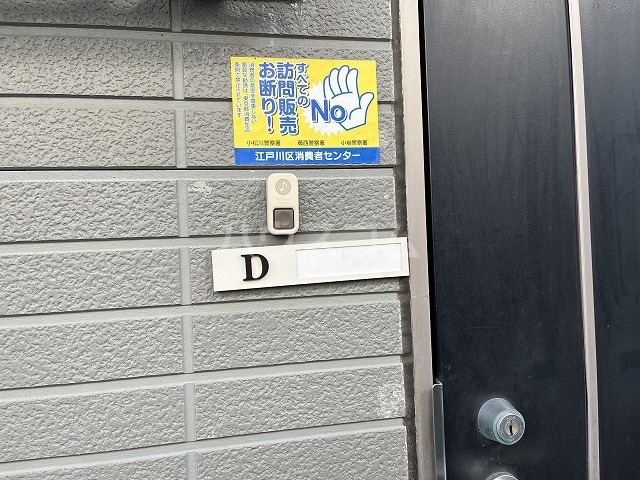 すべての
訪問販売
お断り！
No
小松川警察署 葛西警察署 小岩警察署
江戸川区消費者センター
D